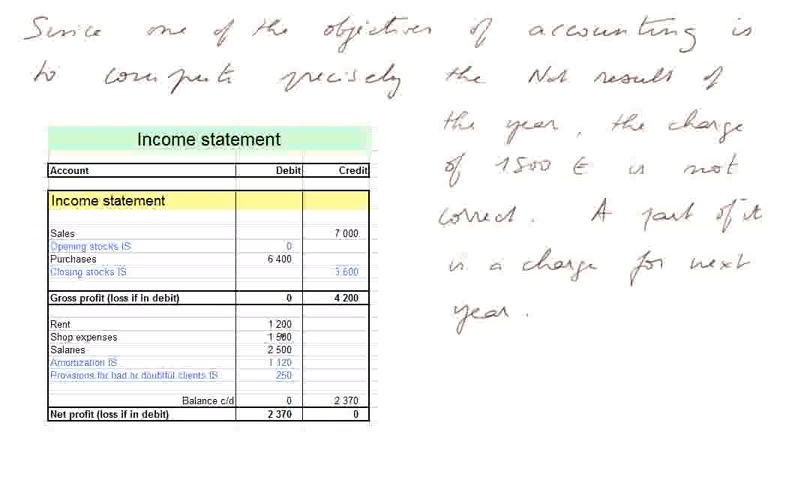 Since one of the objectives of accounting is
to compute precisely the Net result of
the year, the charge
of 1500 € is not
correct. A part of it
is a charge for next
year.
Income statement
Account Debit Credit
Income statement
Sales 7 000
Opening stocks IS 0
Purchases 6 400
Closing stocks IS 3 600
Gross profit (loss if in debit) 0 4 200
Rent 1 200
Shop expenses 1 500
Salaries 2 500
Amortization IS 1 120
Provisions for bad or doubtful clients IS 250
Balance c/d 0 2 370
Net profit (loss if in debit) 2 370 0